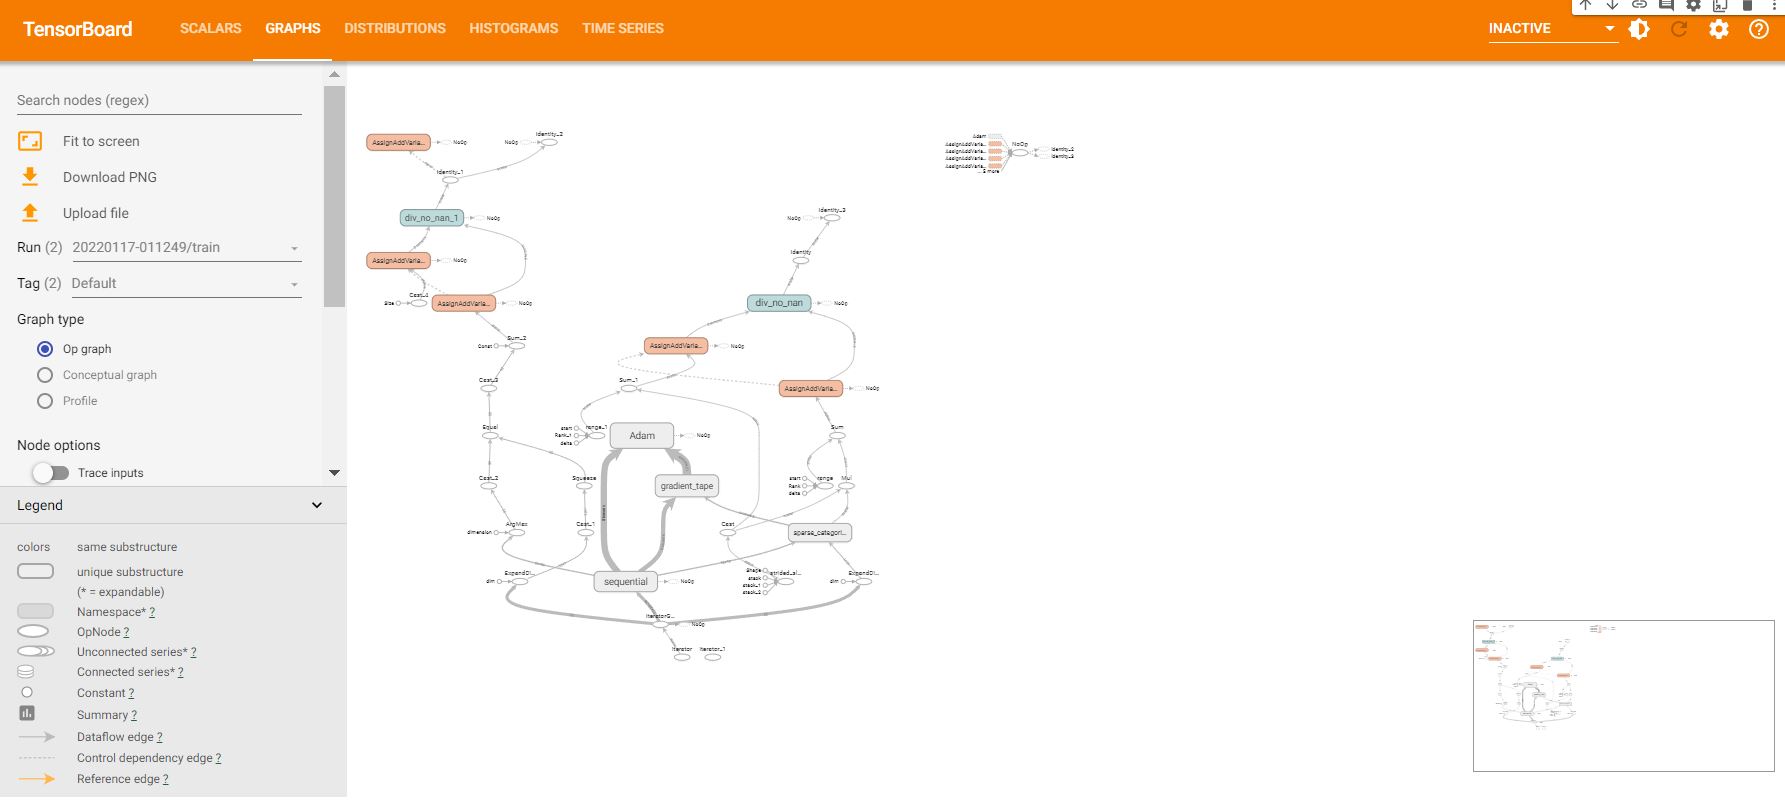 TensorBoard
SCALARS
GRAPHS
DISTRIBUTIONS
HISTOGRAMS
TIME SERIES
INACTIVE
Search nodes (regex)
Fit to screen
Download PNG
Upload file
Run (2) 20220117-011249/train
Tag (2) Default
Graph type
Op graph
Conceptual graph
Profile
Node options
Trace inputs
Legend
colors same substructure
unique substructure
(* = expandable)
Namespace* ?
OpNode ?
Unconnected series* ?
Connected series* ?
Constant ?
Summary ?
Dataflow edge ?
Control dependency edge ?
Reference edge ?
AssignAddVaria...
NoOp
NoOp
Identity_2
Identity_1
div_no_nan_1
NoOp
AssignAddVaria...
NoOp
Size
Cast_4
AssignAddVaria...
NoOp
Const
Sum_2
Cast_3
Equal
Cast_2
Squeeze
dimension
ArgMax
Cast_1
dim
ExpandDi...
NoOp
Identity_3
Identity
div_no_nan
NoOp
AssignAddVaria...
NoOp
Sum_1
AssignAddVaria...
NoOp
start
Rank_1
delta
range_1
Adam
NoOp
Sum
gradient_tape
start
Rank
delta
range
Mul
Cast
sparse_categori...
Shape
stack
stack_1
stack_2
strided_sl...
dim
ExpandDi...
sequential
NoOp
IteratorG...
NoOp
iterator
iterator_1
Adam
AssignAddVaria...
AssignAddVaria...
AssignAddVaria...
AssignAddVaria...
... 5 more
NoOp
Identity_2
Identity_3